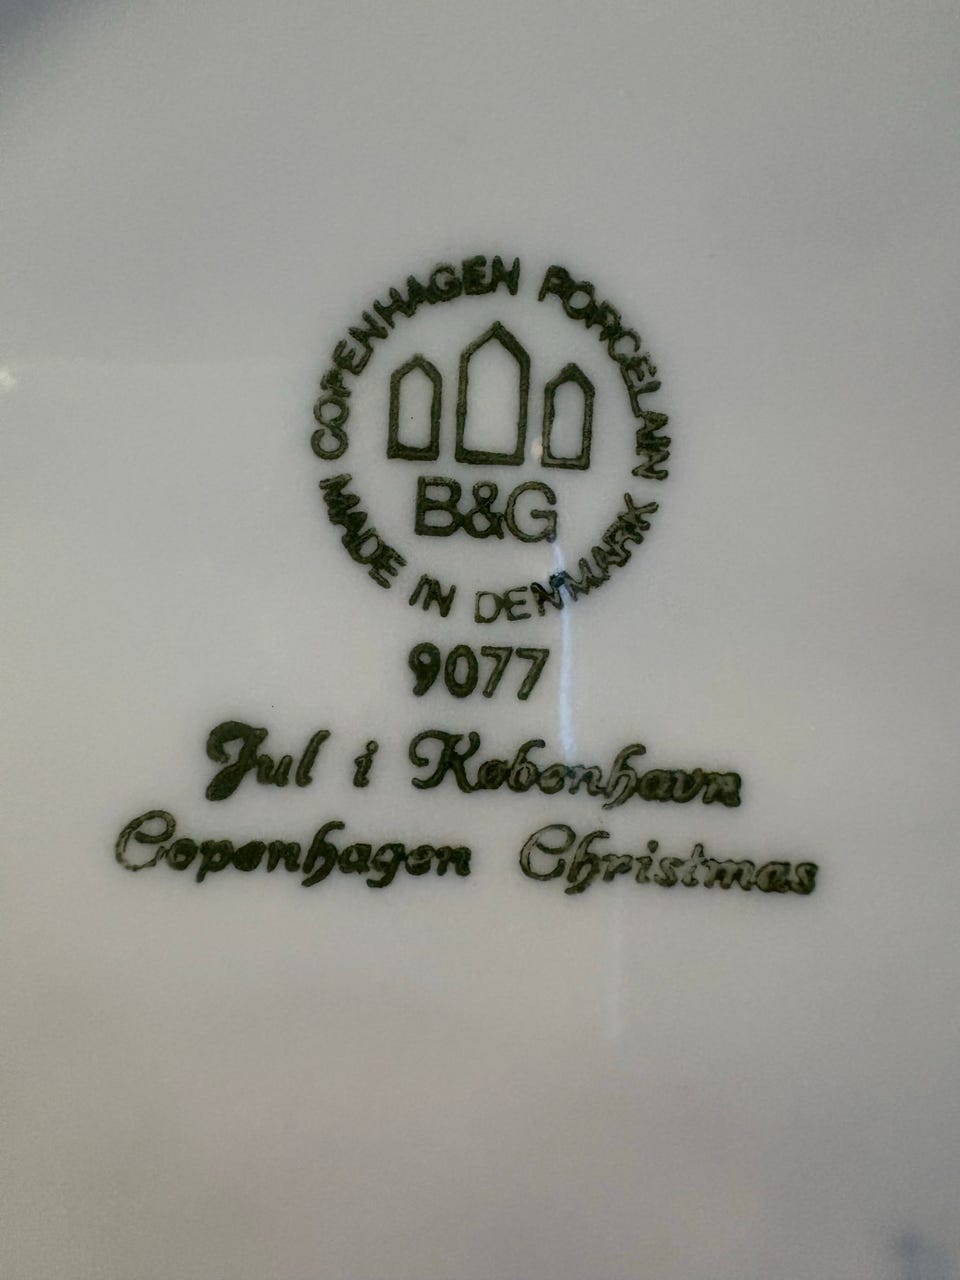 COPENHAGEN PORCELAIN
B&G
MADE IN DENMARK
9077
Jul i København
Copenhagen Christmas